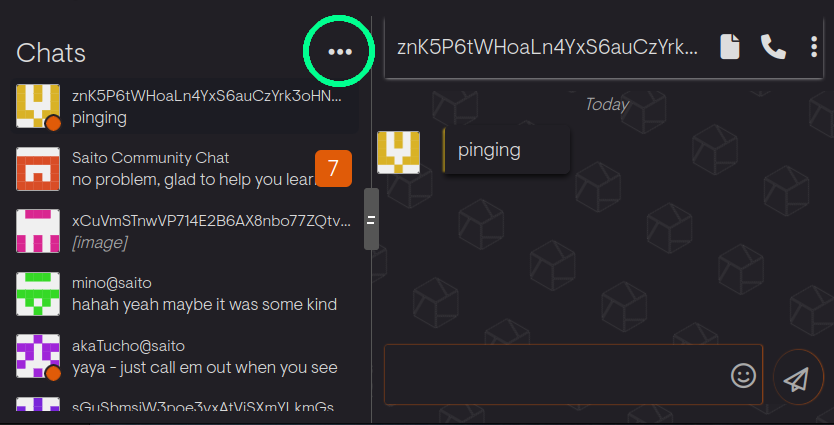 Chats
znK5P6tWHoaLn4YxS6auCzYrk3oHN...
pinging
Saito Community Chat
no problem, glad to help you lear
7
xCuVmSTnwVP714E2B6AX8nbo77ZQtv...
[image]
mino@saito
hahah yeah maybe it was some kind
akaTucho@saito
yaya - just call em out when you see
znK5P6tWHoaLn4YxS6auCzYrk...
Today
pinging